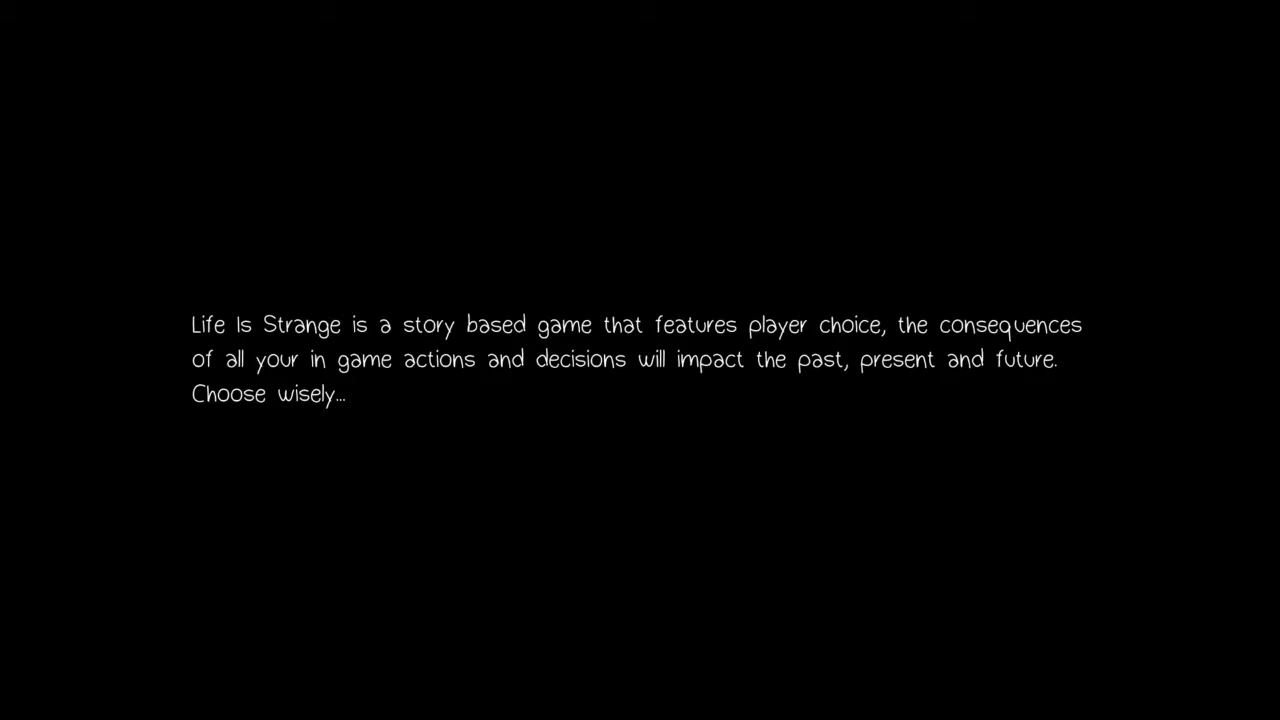 Life Is Strange is a story based game that features player choice, the consequences
of all your in game actions and decisions will impact the past, present and future.
Choose wisely...